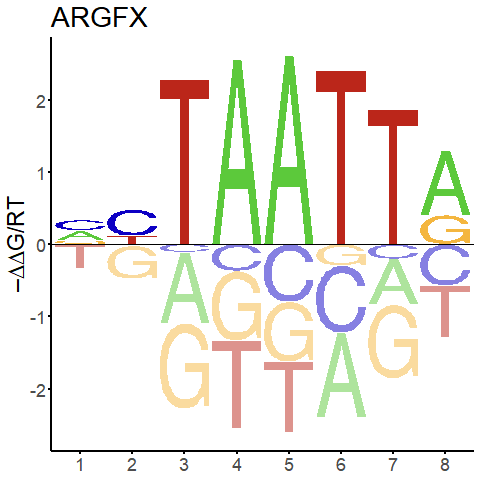 ARGFX
−ΔΔG/RT
2
1
0
-1
-2
C C T A A T T A
A T G
G
T G C C C G C C
A G G C A T
G T T A G
1 2 3 4 5 6 7 8